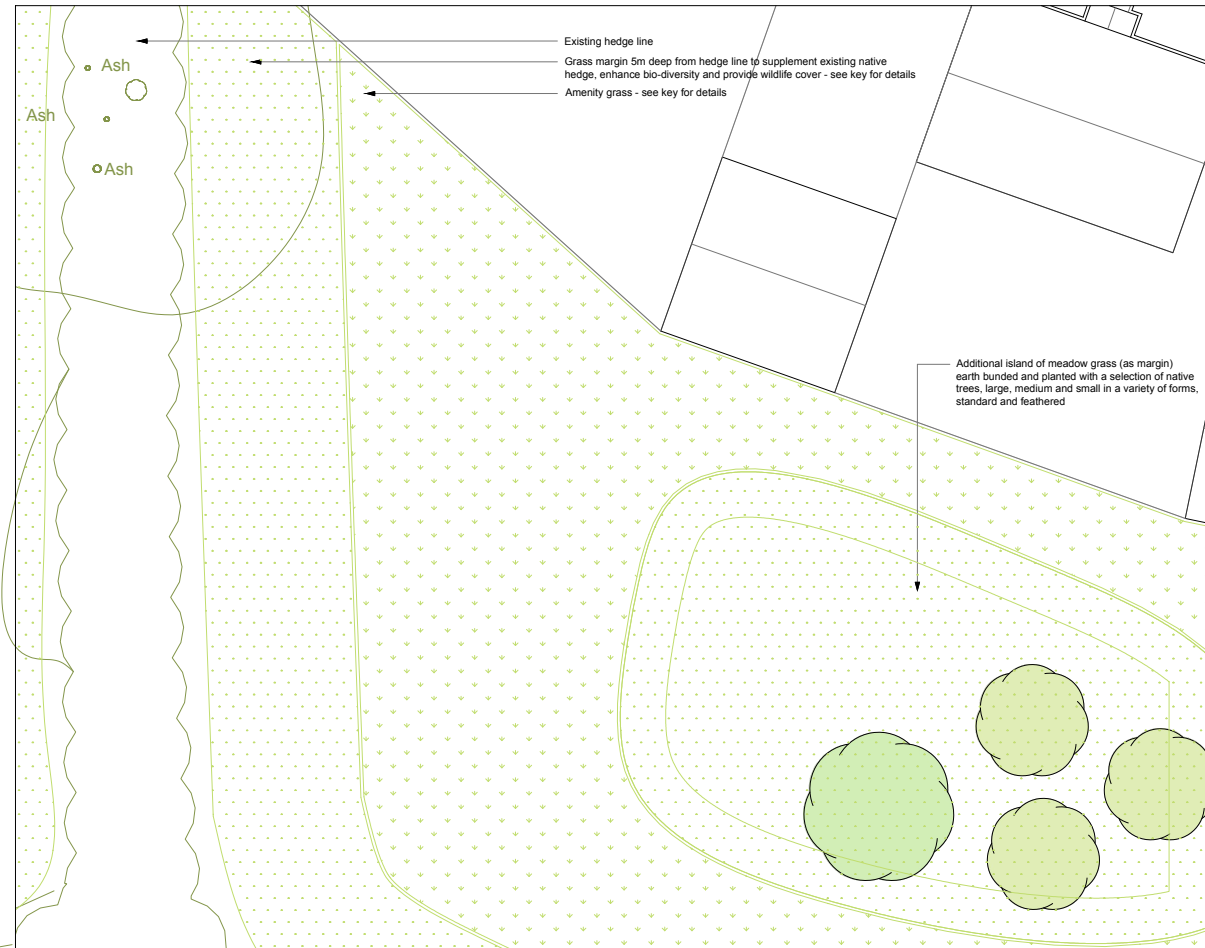 Existing hedge line
Grass margin 5m deep from hedge line to supplement existing native
hedge, enhance bio-diversity and provide wildlife cover - see key for details
Amenity grass - see key for details
Ash
Ash
Ash
Additional island of meadow grass (as margin)
earth bunded and planted with a selection of native
trees, large, medium and small in a variety of forms,
standard and feathered